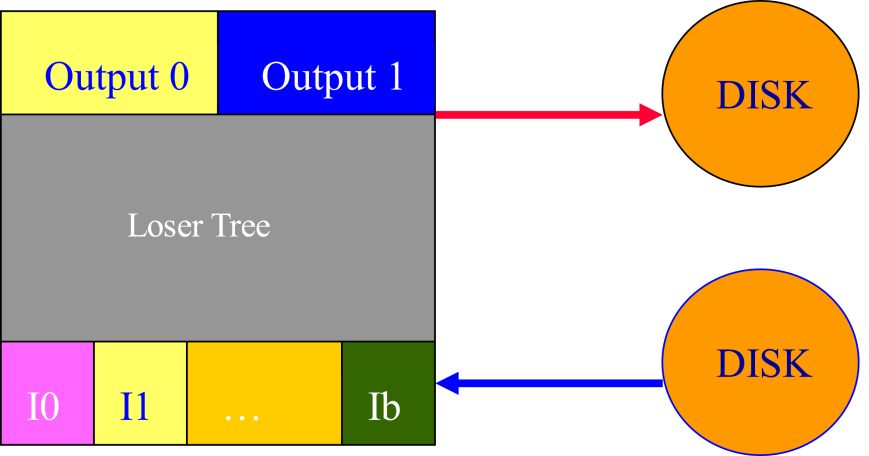 Output 0
Output 1
DISK
Loser Tree
DISK
I0
I1
...
Ib